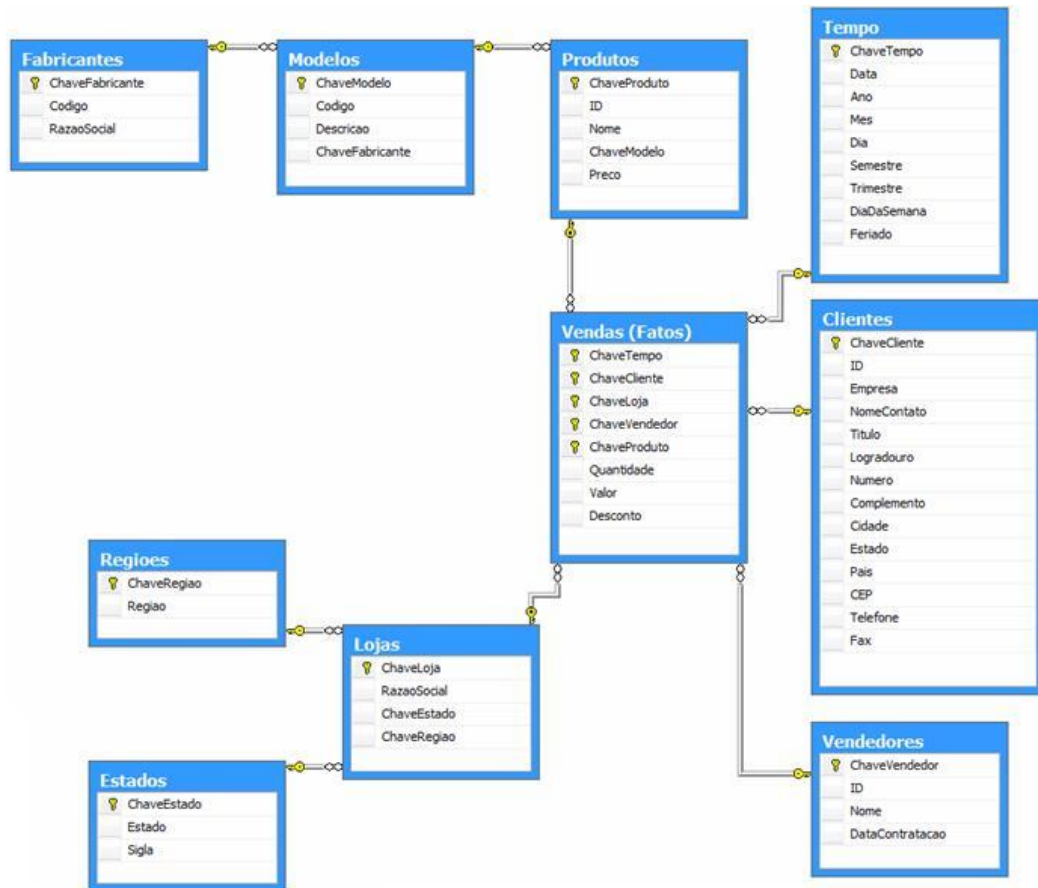 Fabricantes
ChaveFabricante
Codigo
RazaoSocial
Modelos
ChaveModelo
Codigo
Descricao
ChaveFabricante
Produtos
ChaveProduto
ID
Nome
ChaveModelo
Preco
Tempo
ChaveTempo
Data
Ano
Mes
Dia
Semestre
Trimestre
DiaDaSemana
Feriado
Vendas (Fatos)
ChaveTempo
ChaveCliente
ChaveLoja
ChaveVendedor
ChaveProduto
Quantidade
Valor
Desconto
Clientes
ChaveCliente
ID
Empresa
NomeContato
Titulo
Logradouro
Numero
Complemento
Cidade
Estado
Pais
CEP
Telefone
Fax
Regioes
ChaveRegiao
Regiao
Lojas
ChaveLoja
RazaoSocial
ChaveEstado
ChaveRegiao
Estados
ChaveEstado
Estado
Sigla
Vendedores
ChaveVendedor
ID
Nome
DataContratacao